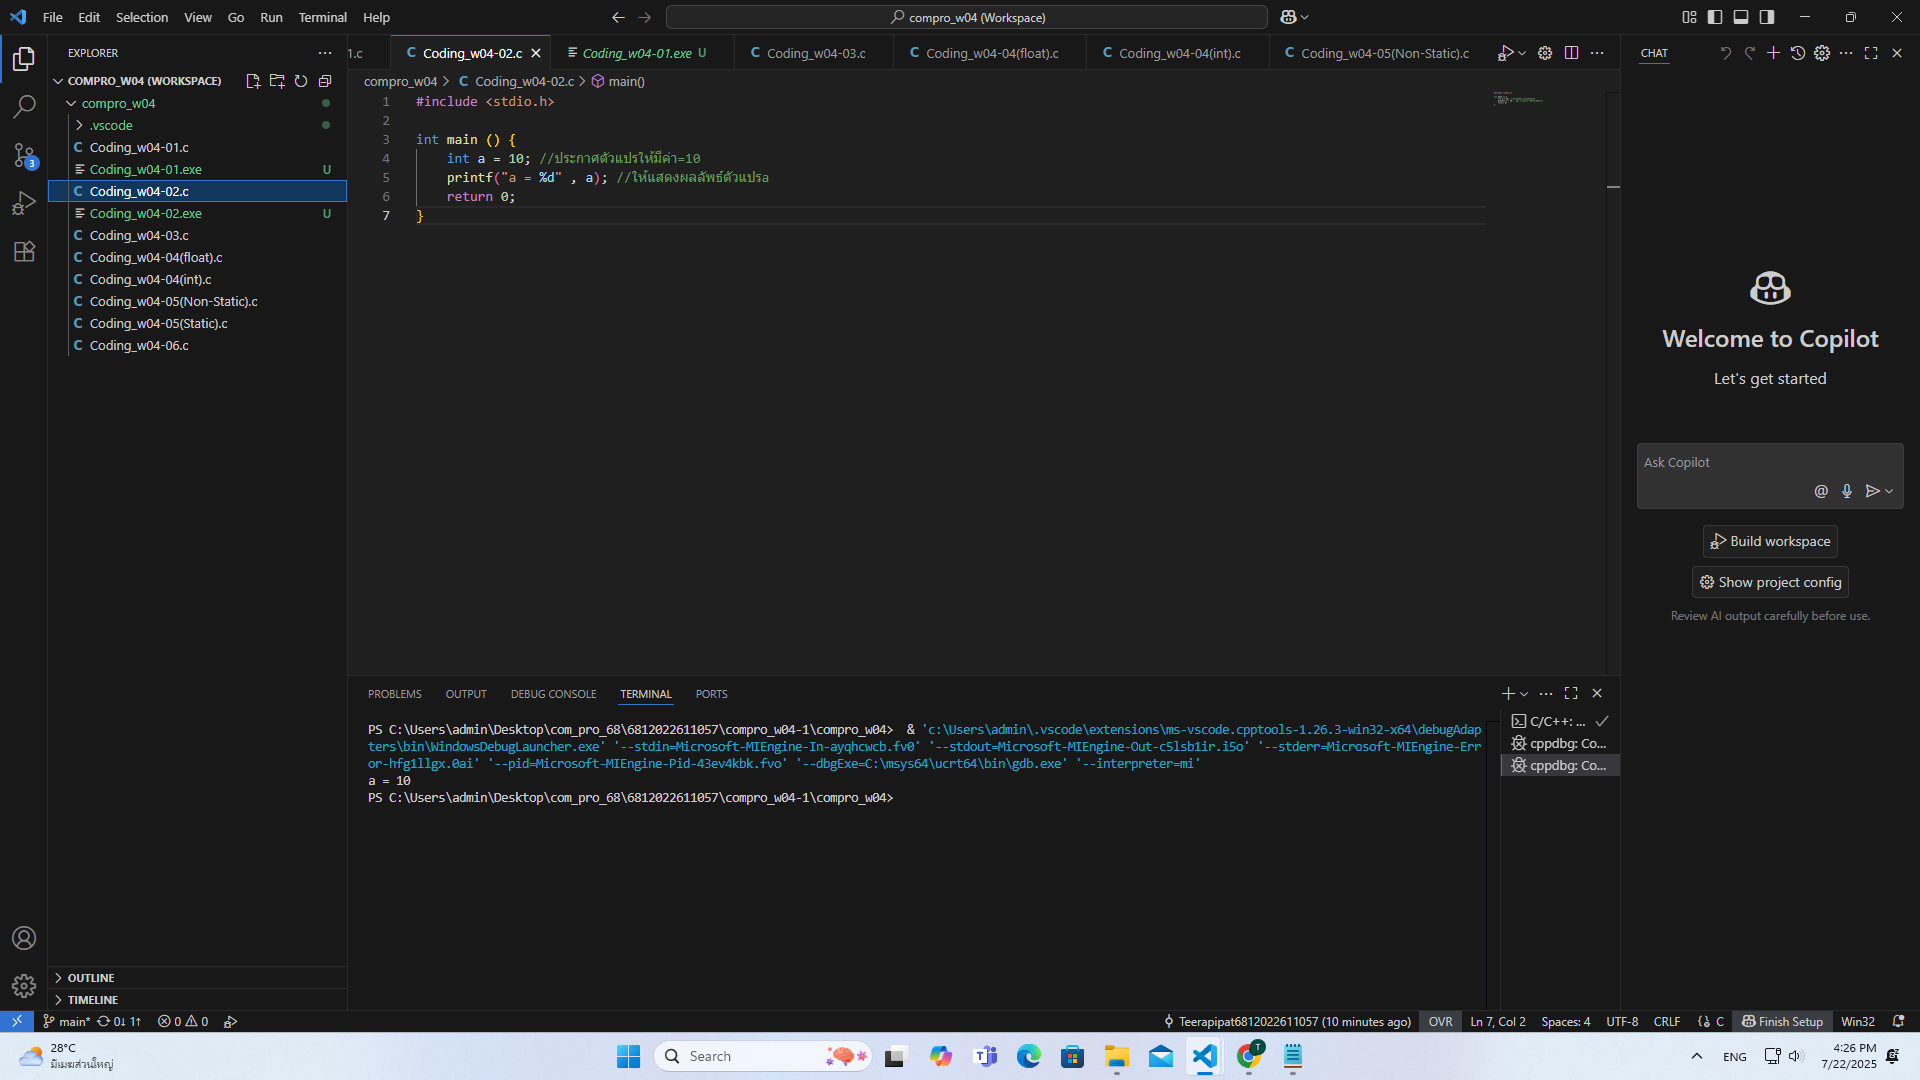 File Edit Selection View Go Run Terminal Help
compro_w04 (Workspace)
EXPLORER
COMPRO_W04 (WORKSPACE)
compro_w04
.vscode
C Coding_w04-01.c
Coding_w04-01.exe U
C Coding_w04-02.c
Coding_w04-02.exe U
C Coding_w04-03.c
C Coding_w04-04(float).c
C Coding_w04-04(int).c
C Coding_w04-05(Non-Static).c
C Coding_w04-05(Static).c
C Coding_w04-06.c
OUTLINE
TIMELINE
1.c
C Coding_w04-02.c
Coding_w04-01.exe U
C Coding_w04-03.c
C Coding_w04-04(float).c
C Coding_w04-04(int).c
C Coding_w04-05(Non-Static).c
compro_w04 > C Coding_w04-02.c > main()
1 #include <stdio.h>
2
3 int main () {
4 int a = 10; //ประกาศตัวแปรให้มีค่า=10
5 printf("a = %d" , a); //ให้แสดงผลลัพธ์ตัวแปรa
6 return 0;
7 }
PROBLEMS OUTPUT DEBUG CONSOLE TERMINAL PORTS
PS C:\Users\admin\Desktop\com_pro_68\6812022611057\compro_w04-1\compro_w04> & 'c:\Users\admin\.vscode\extensions\ms-vscode.cpptools-1.26.3-win32-x64\debugAdap
ters\bin\WindowsDebugLauncher.exe' '--stdin=Microsoft-MIEngine-In-ayqhcwcb.fv0' '--stdout=Microsoft-MIEngine-Out-c5lsb1ir.i5o' '--stderr=Microsoft-MIEngine-Err
or-hfg1llgx.0ai' '--pid=Microsoft-MIEngine-Pid-43ev4kbk.fvo' '--dbgExe=C:\msys64\ucrt64\bin\gdb.exe' '--interpreter=mi'
a = 10
PS C:\Users\admin\Desktop\com_pro_68\6812022611057\compro_w04-1\compro_w04>
C/C++: ...
cppdbg: Co...
cppdbg: Co...
CHAT
Welcome to Copilot
Let's get started
Ask Copilot
@
Build workspace
Show project config
Review AI output carefully before use.
3
main* 0↓ 1↑ 0 0
Teerapipat6812022611057 (10 minutes ago) OVR Ln 7, Col 2 Spaces: 4 UTF-8 CRLF {} C Finish Setup Win32
28°C
มีเมฆส่วนใหญ่
Search
T
ENG
4:26 PM
7/22/2025